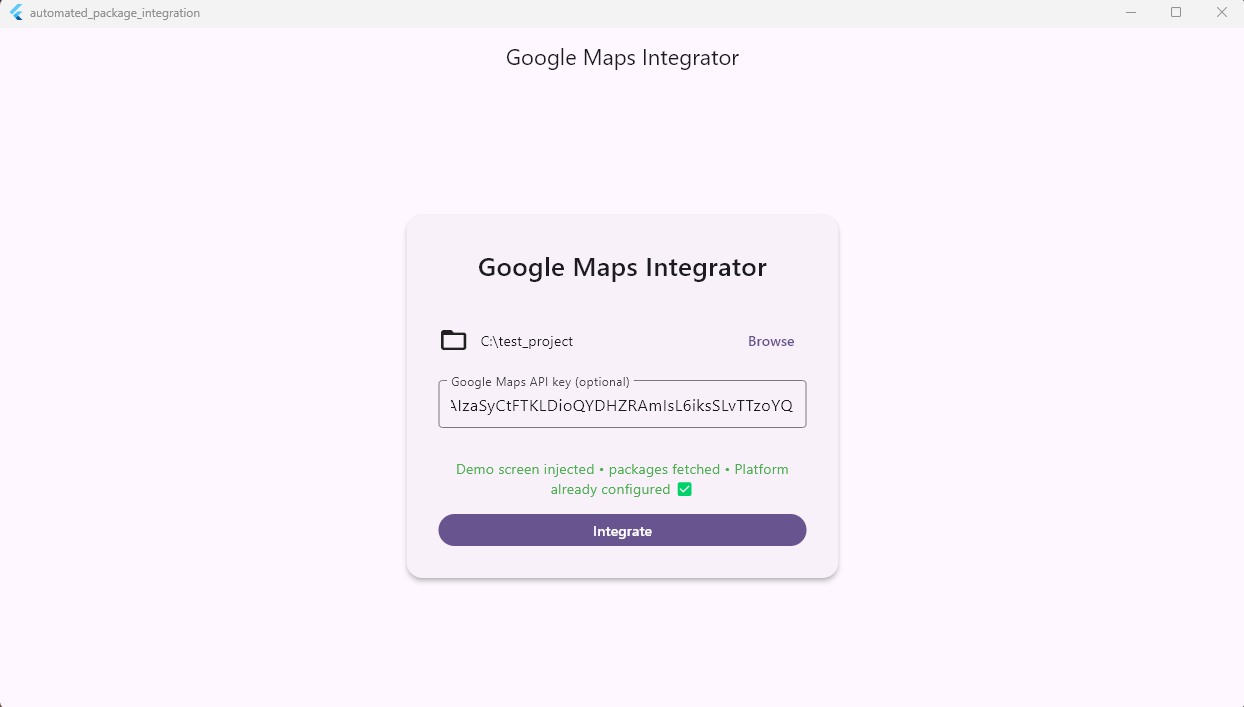 automated_package_integration
Google Maps Integrator
Google Maps Integrator
C:\test_project
Browse
Google Maps API key (optional)
AIzaSyCtFTKLDioQYDHZRAmIsL6iksSLvTTzoYQ
Demo screen injected • packages fetched • Platform
already configured ✅
Integrate